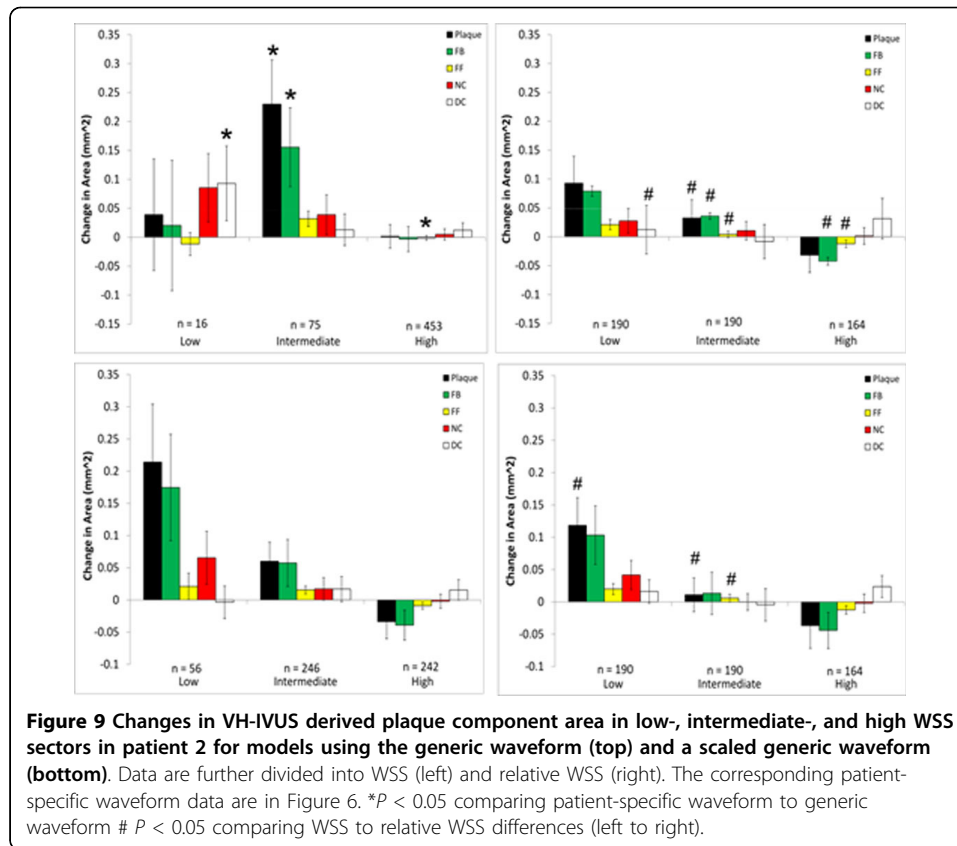 0.35
0.3
0.25
0.2
0.15
0.1
0.05
0
-0.05
-0.1
-0.15
Change in Area (mm^2)
Plaque
FB
FF
NC
DC
*
*
*
*
n = 16
n = 75
n = 453
Low
Intermediate
High
0.35
0.3
0.25
0.2
0.15
0.1
0.05
0
-0.05
-0.1
-0.15
Change in Area (mm^2)
Plaque
FB
FF
NC
DC
#
# # #
# #
n = 190
n = 190
n = 164
Low
Intermediate
High
0.35
0.3
0.25
0.2
0.15
0.1
0.05
0
-0.05
-0.1
Change in Area (mm^2)
Plaque
FB
FF
NC
DC
n = 56
n = 246
n = 242
Low
Intermediate
High
0.35
0.3
0.25
0.2
0.15
0.1
0.05
0
-0.05
-0.1
Change in Area (mm^2)
Plaque
FB
FF
NC
DC
#
# #
n = 190
n = 190
n = 164
Low
Intermediate
High
Figure 9 Changes in VH-IVUS derived plaque component area in low-, intermediate-, and high WSS
sectors in patient 2 for models using the generic waveform (top) and a scaled generic waveform
(bottom). Data are further divided into WSS (left) and relative WSS (right). The corresponding patient-
specific waveform data are in Figure 6. *P < 0.05 comparing patient-specific waveform to generic
waveform # P < 0.05 comparing WSS to relative WSS differences (left to right).